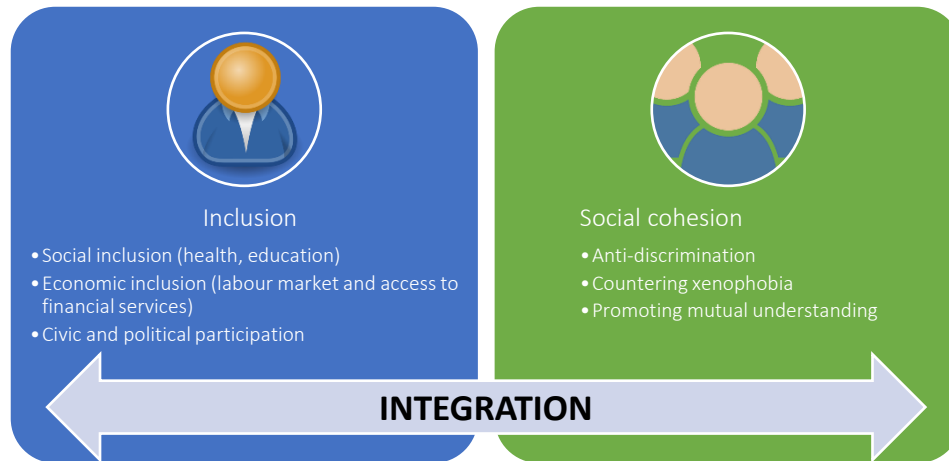 Inclusion
•Social inclusion (health, education)
•Economic inclusion (labour market and access to
financial services)
•Civic and political participation
Social cohesion
•Anti-discrimination
•Countering xenophobia
•Promoting mutual understanding
INTEGRATION